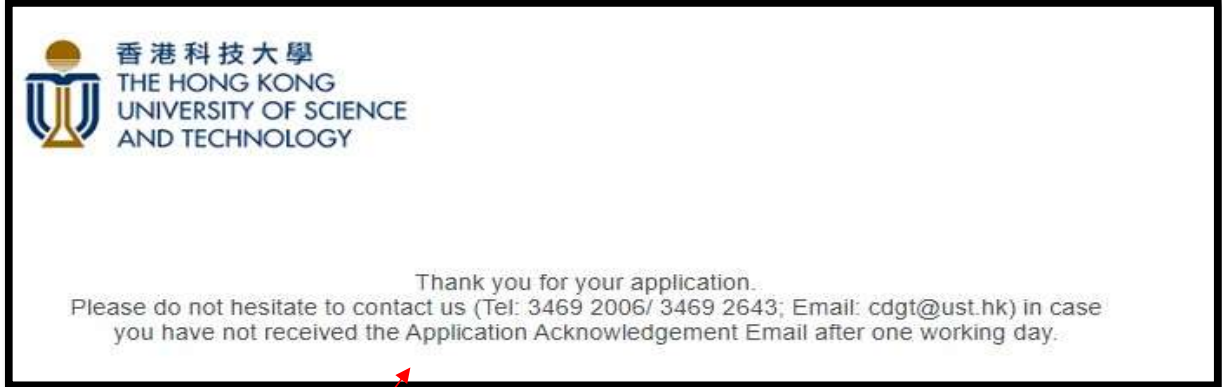 香港科技大學
THE HONG KONG
UNIVERSITY OF SCIENCE
AND TECHNOLOGY
Thank you for your application.
Please do not hesitate to contact us (Tel: 3469 2006/ 3469 2643; Email: cdgt@ust.hk) in case
you have not received the Application Acknowledgement Email after one working day.